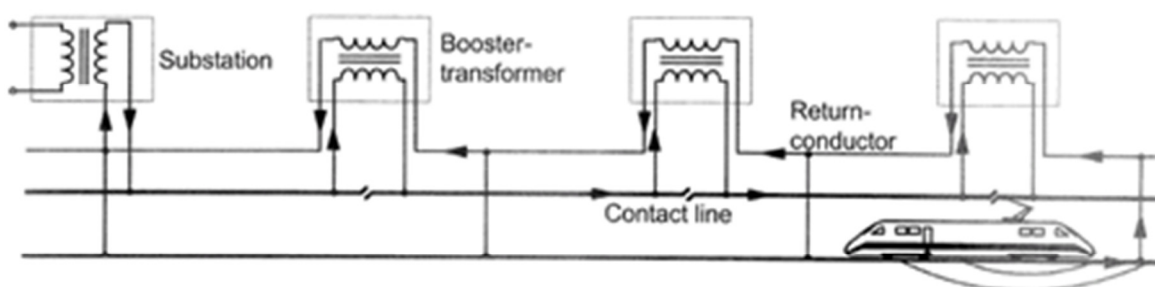 Substation
Booster-
transformer
Return-
conductor
Contact line